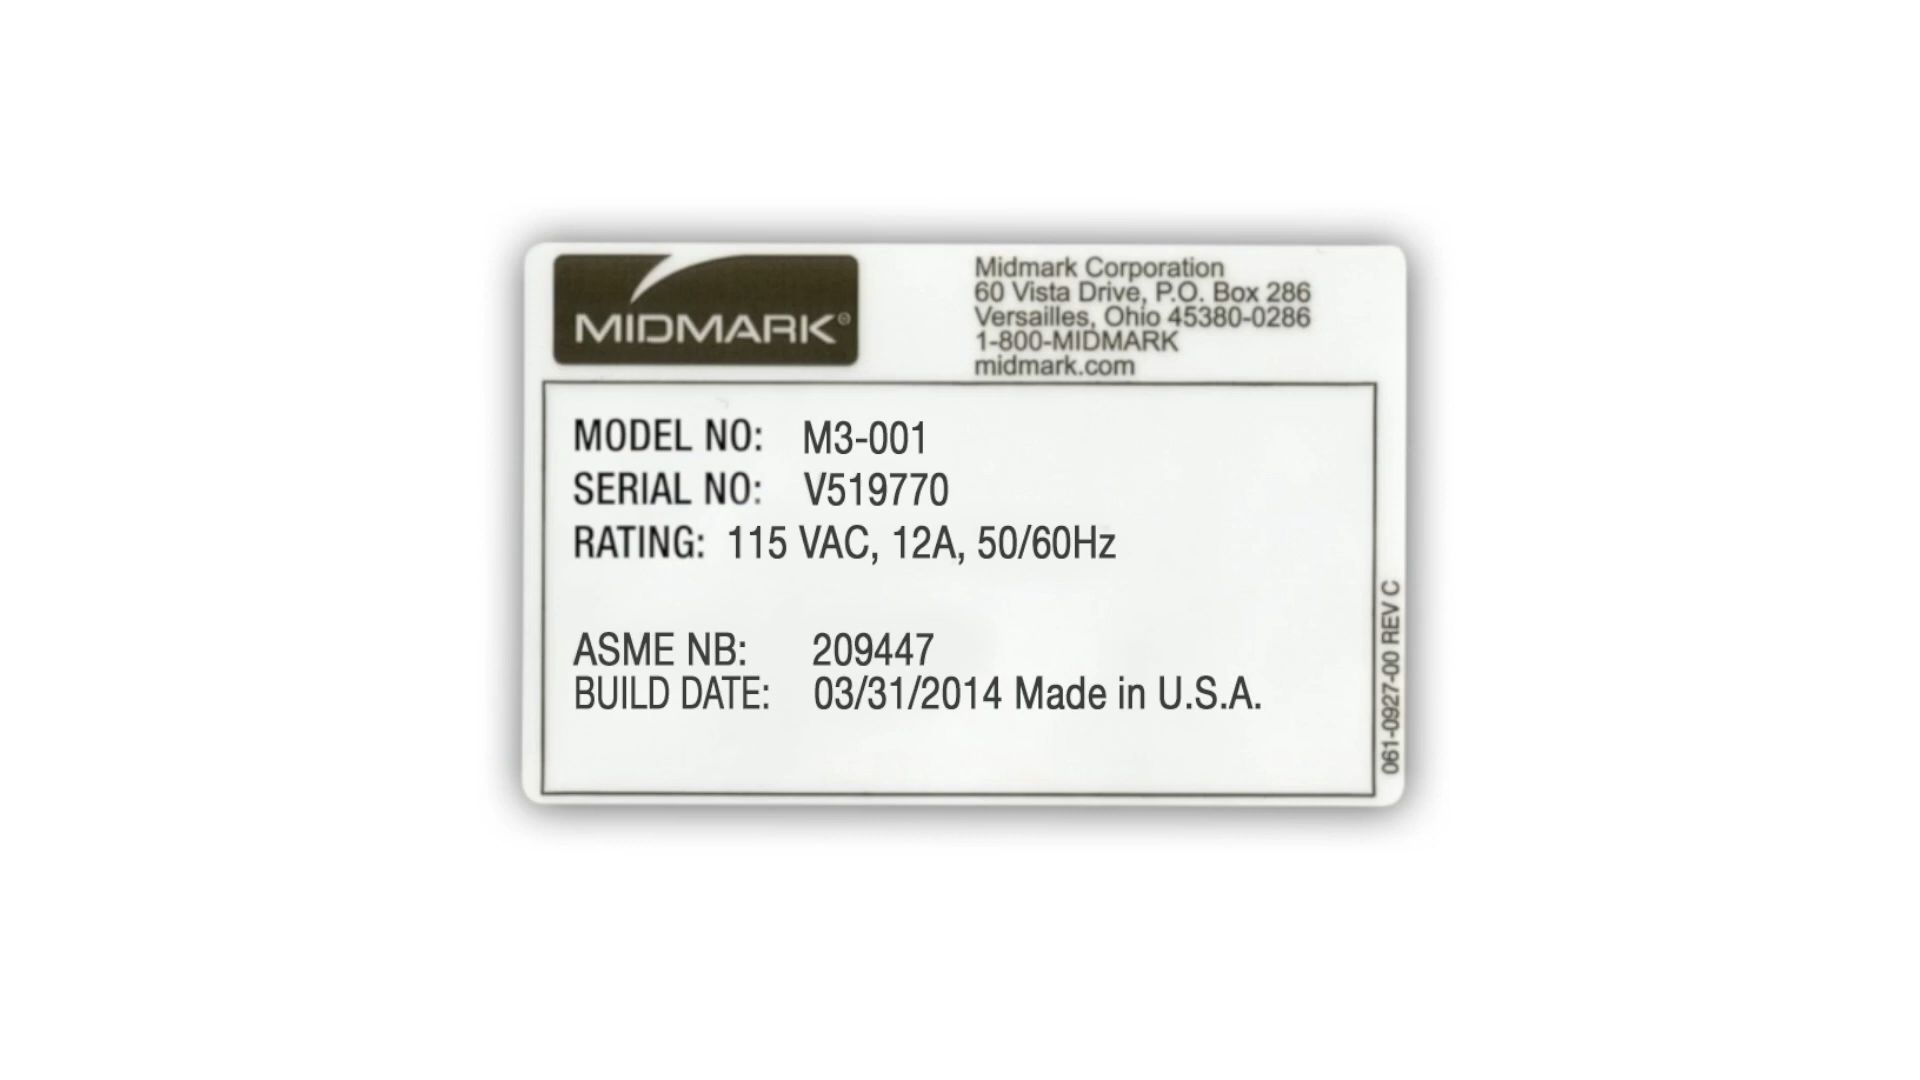 MIDMARK®
Midmark Corporation
60 Vista Drive, P.O. Box 286
Versailles, Ohio 45380-0286
1-800-MIDMARK
midmark.com
MODEL NO: M3-001
SERIAL NO: V519770
RATING: 115 VAC, 12A, 50/60Hz
ASME NB: 209447
BUILD DATE: 03/31/2014 Made in U.S.A.
061-0927-00 REV C